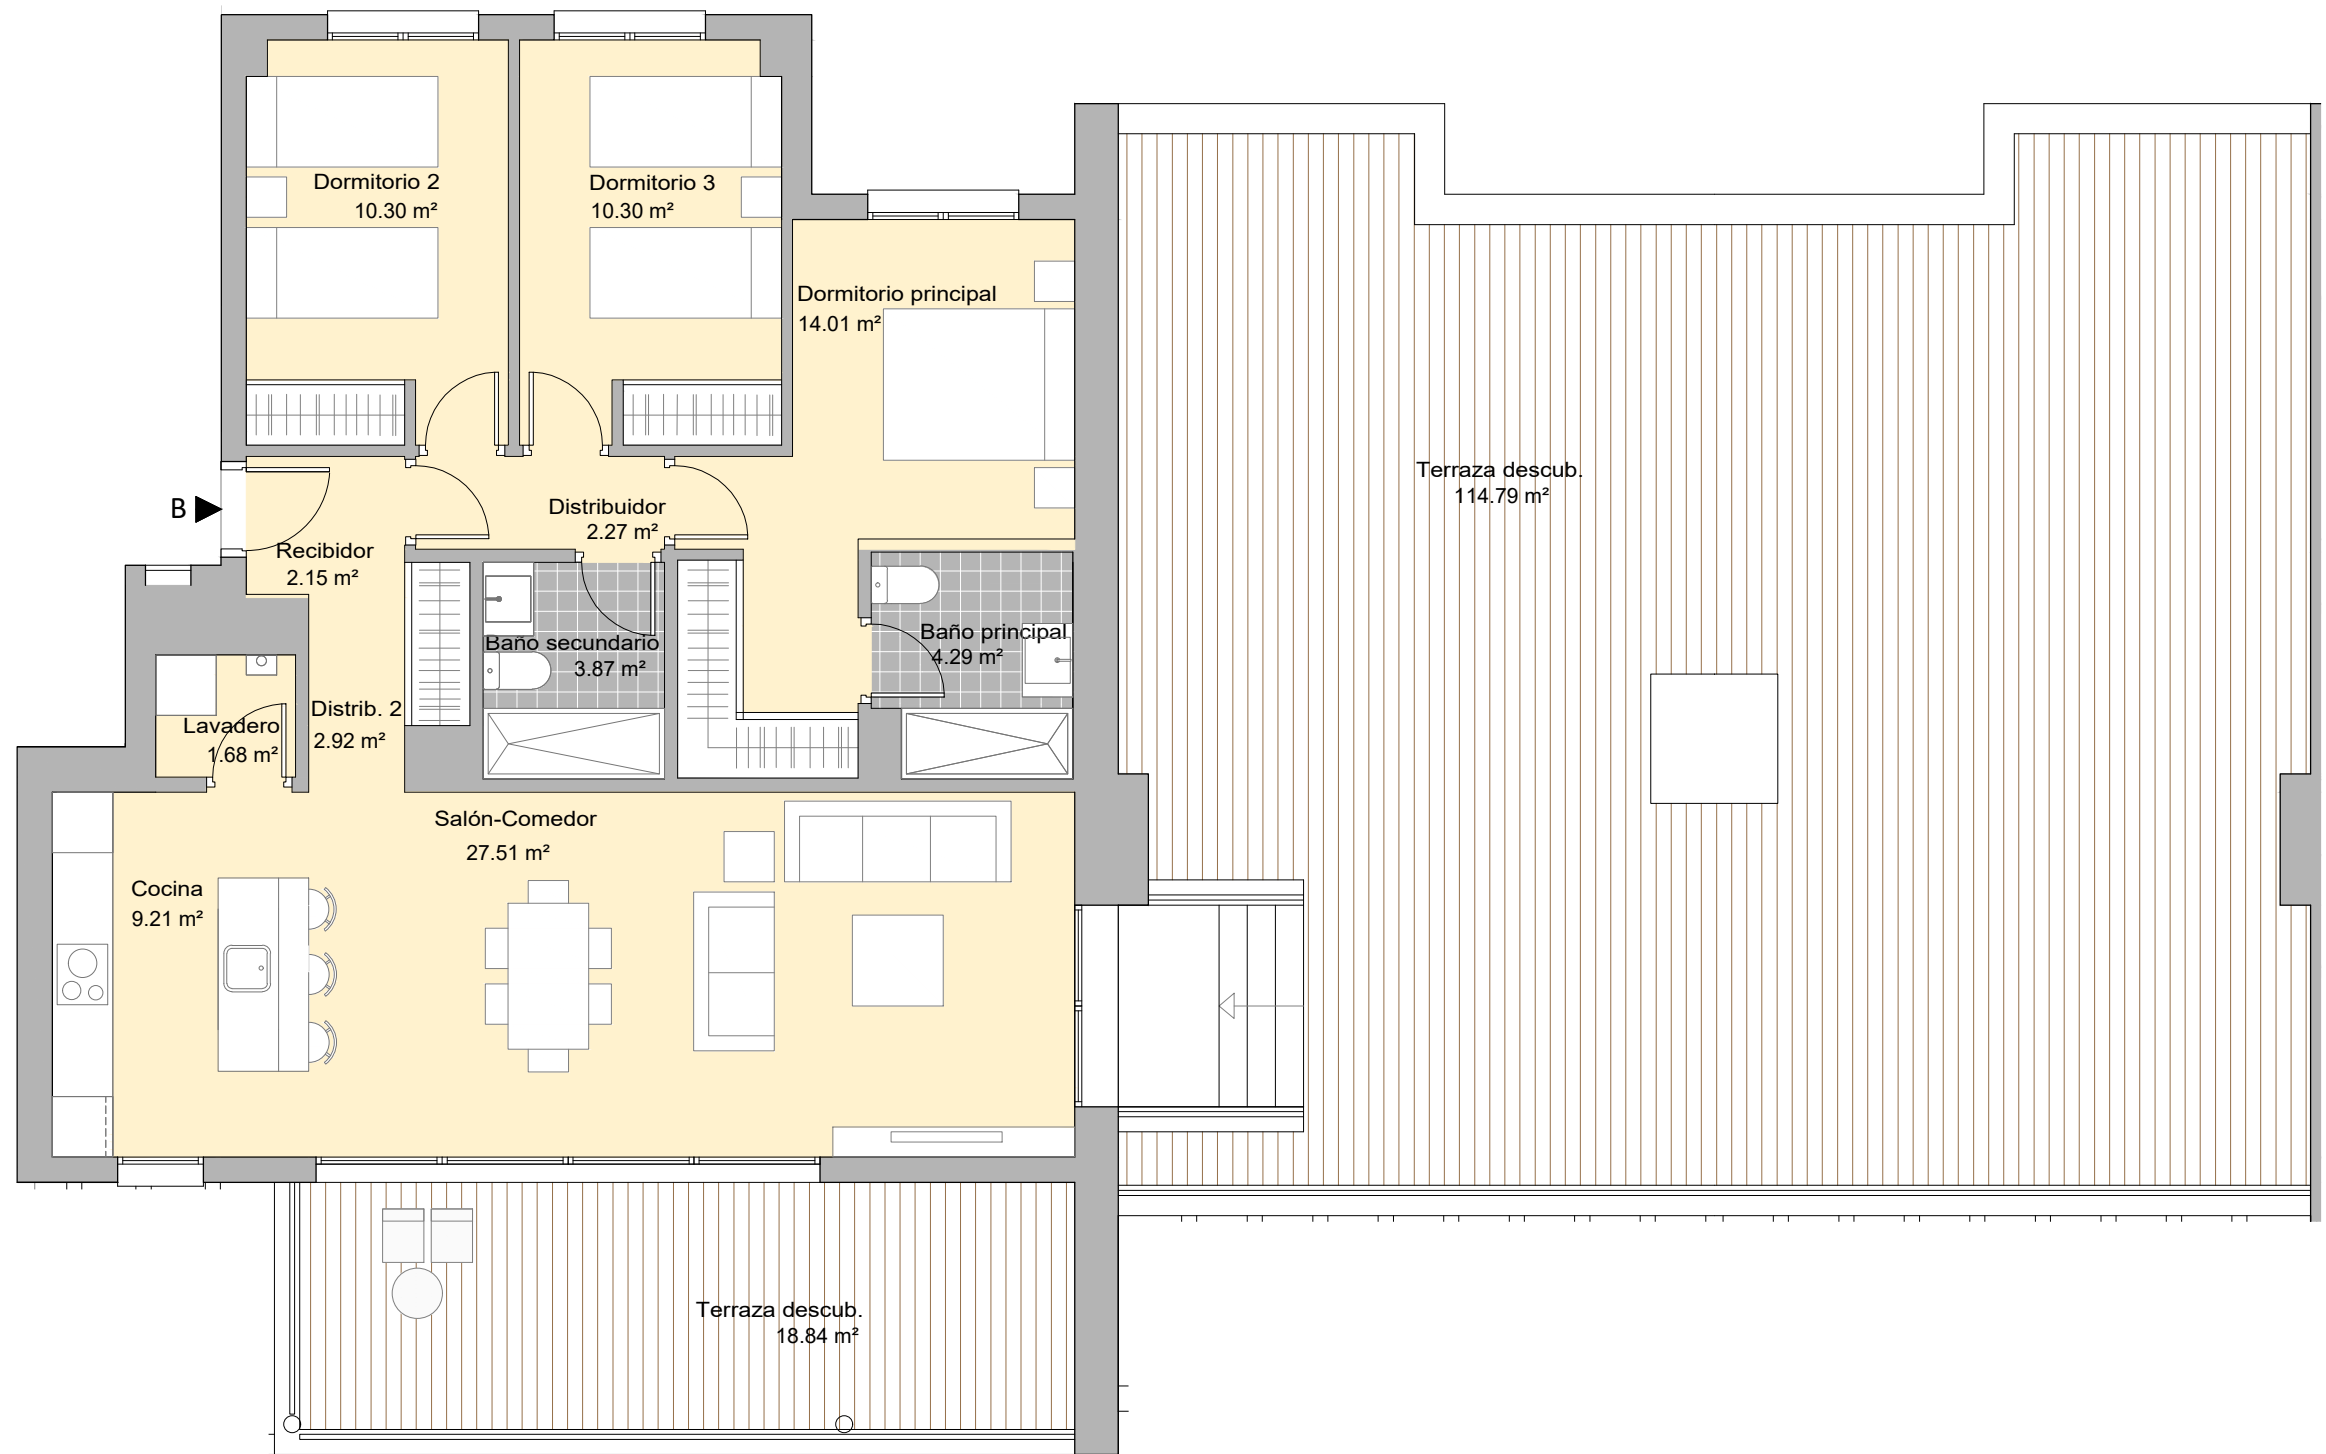 Dormitorio 2
10.30 m²
Dormitorio 3
10.30 m²
Dormitorio principal
14.01 m²
Terraza descub.
114.79 m²
B
Distribuidor
2.27 m²
Recibidor
2.15 m²
Baño secundario
3.87 m²
Baño principal
4.29 m²
Distrib. 2
2.92 m²
Lavadero
1.68 m²
Salón-Comedor
27.51 m²
Cocina
9.21 m²
Terraza descub.
18.84 m²